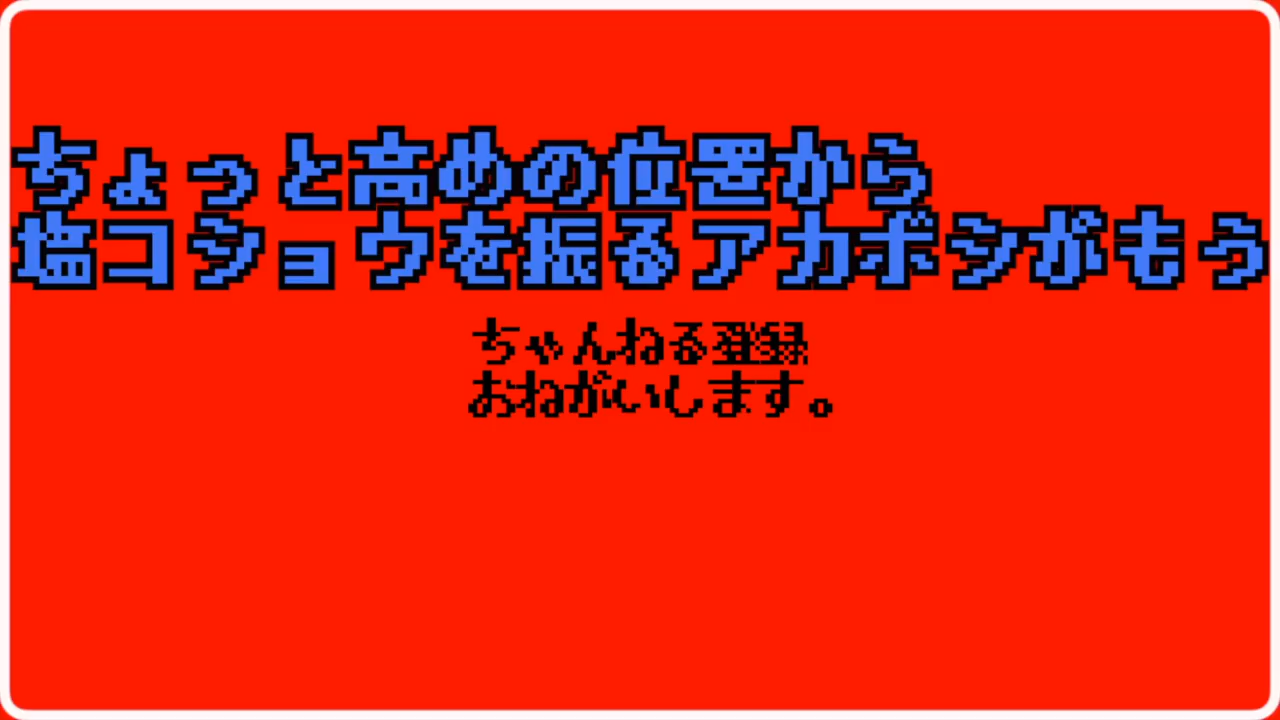 ちょっと高めの位置から
塩コショウを振るアカボシがもう
ちゃんねる登録
おねがいします。